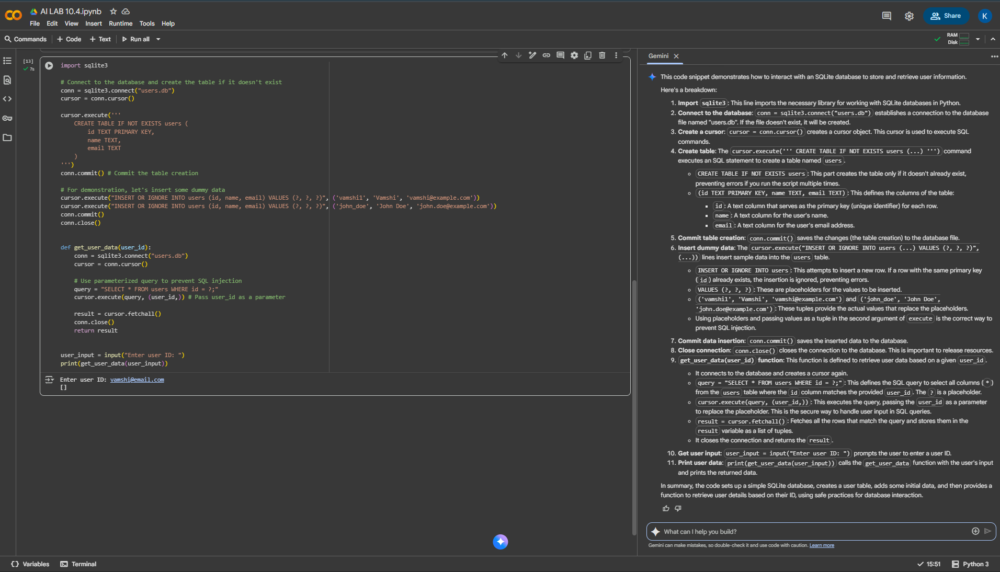 AI LAB 10.4.ipynb
File Edit View Insert Runtime Tools Help
Share
K
Commands + Code + Text Run all
RAM
Disk
[13]
7s
import sqlite3
# Connect to the database and create the table if it doesn't exist
conn = sqlite3.connect("users.db")
cursor = conn.cursor()
cursor.execute('''
    CREATE TABLE IF NOT EXISTS users (
        id TEXT PRIMARY KEY,
        name TEXT,
        email TEXT
    )
''')
conn.commit() # Commit the table creation
# For demonstration, let's insert some dummy data
cursor.execute("INSERT OR IGNORE INTO users (id, name, email) VALUES (?, ?, ?)", ('vamshi1', 'Vamshi', 'vamshi@example.com'))
cursor.execute("INSERT OR IGNORE INTO users (id, name, email) VALUES (?, ?, ?)", ('john_doe', 'John Doe', 'john.doe@example.com'))
conn.commit()
conn.close()
def get_user_data(user_id):
    conn = sqlite3.connect("users.db")
    cursor = conn.cursor()
    # Use parameterized query to prevent SQL injection
    query = "SELECT * FROM users WHERE id = ?;"
    cursor.execute(query, (user_id,)) # Pass user_id as a parameter
    result = cursor.fetchall()
    conn.close()
    return result
user_input = input("Enter user ID: ")
print(get_user_data(user_input))
Enter user ID: vamshi@email.com
[]
Gemini
This code snippet demonstrates how to interact with an SQLite database to store and retrieve user information.
Here's a breakdown:
1. Import sqlite3: This line imports the necessary library for working with SQLite databases in Python.
2. Connect to the database: conn = sqlite3.connect("users.db") establishes a connection to the database
file named "users.db". If the file doesn't exist, it will be created.
3. Create a cursor: cursor = conn.cursor() creates a cursor object. This cursor is used to execute SQL
commands.
4. Create table: The cursor.execute(''' CREATE TABLE IF NOT EXISTS users (...) ''') command
executes an SQL statement to create a table named users.
CREATE TABLE IF NOT EXISTS users: This part creates the table only if it doesn't already exist,
preventing errors if you run the script multiple times.
(id TEXT PRIMARY KEY, name TEXT, email TEXT): This defines the columns of the table:
id: A text column that serves as the primary key (unique identifier) for each row.
name: A text column for the user's name.
email: A text column for the user's email address.
5. Commit table creation: conn.commit() saves the changes (the table creation) to the database file.
6. Insert dummy data: The cursor.execute("INSERT OR IGNORE INTO users (...) VALUES (?, ?, ?)",
(...)) lines insert sample data into the users table.
INSERT OR IGNORE INTO users: This attempts to insert a new row. If a row with the same primary key
(id) already exists, the insertion is ignored, preventing errors.
VALUES (?, ?, ?): These are placeholders for the values to be inserted.
('vamshi1', 'Vamshi', 'vamshi@example.com') and ('john_doe', 'John Doe',
'john.doe@example.com'): These tuples provide the actual values that replace the placeholders.
Using placeholders and passing values as a tuple in the second argument of execute is the correct way to
prevent SQL injection.
7. Commit data insertion: conn.commit() saves the inserted data to the database.
8. Close connection: conn.close() closes the connection to the database. This is important to release resources.
9. get_user_data(user_id) function: This function is defined to retrieve user data based on a given user_id.
It connects to the database and creates a cursor again.
query = "SELECT * FROM users WHERE id = ?;": This defines the SQL query to select all columns (*)
from the users table where the id column matches the provided user_id. The ? is a placeholder.
cursor.execute(query, (user_id,)): This executes the query, passing the user_id as a parameter
to replace the placeholder. This is the secure way to handle user input in SQL queries.
result = cursor.fetchall(): Fetches all the rows that match the query and stores them in the
result variable as a list of tuples.
It closes the connection and returns the result.
10. Get user input: user_input = input("Enter user ID: ") prompts the user to enter a user ID.
11. Print user data: print(get_user_data(user_input)) calls the get_user_data function with the user's input
and prints the returned data.
In summary, the code sets up a simple SQLite database, creates a user table, adds some initial data, and then provides a
function to retrieve user details based on their ID, using safe practices for database interaction.
What can I help you build?
Gemini can make mistakes, so double-check it and use code with caution. Learn more
Variables Terminal
15:51 Python 3